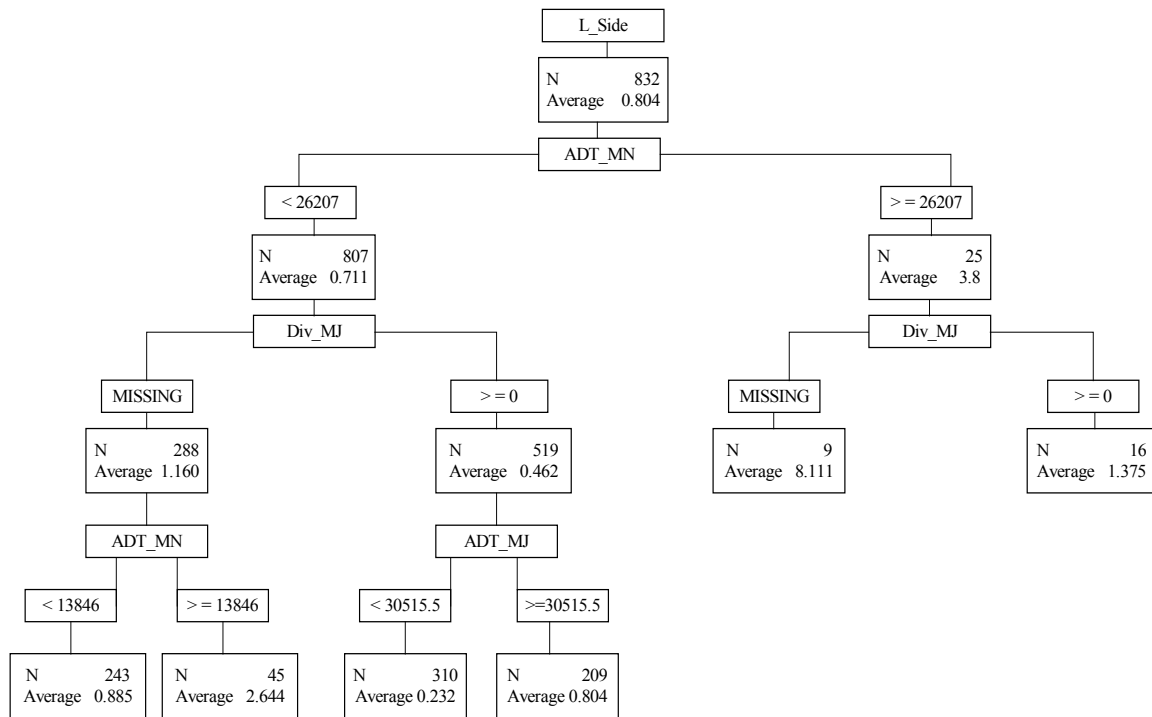 L_Side
N 832
Average 0.804
ADT_MN
< 26207
> = 26207
N 807
Average 0.711
N 25
Average 3.8
Div_MJ
Div_MJ
MISSING
> = 0
MISSING
> = 0
N 288
Average 1.160
N 519
Average 0.462
N 9
Average 8.111
N 16
Average 1.375
ADT_MN
ADT_MJ
< 13846
> = 13846
< 30515.5
>=30515.5
N 243
Average 0.885
N 45
Average 2.644
N 310
Average 0.232
N 209
Average 0.804